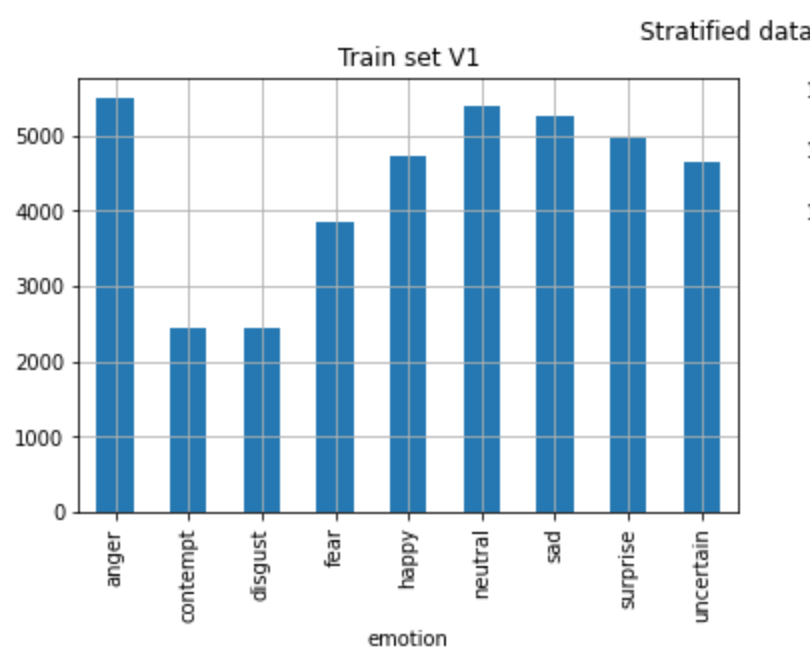 Stratified data
Train set V1
5000
4000
3000
2000
1000
0
anger
contempt
disgust
fear
happy
neutral
sad
surprise
uncertain
emotion